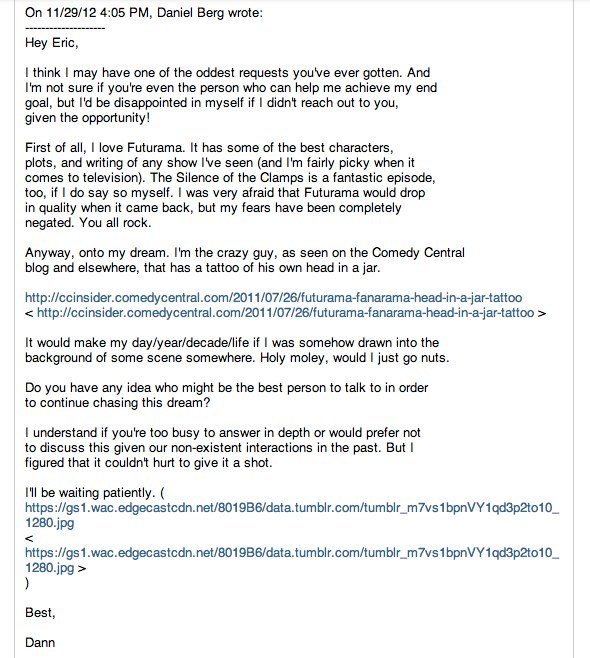 On 11/29/12 4:05 PM, Daniel Berg wrote:
--------------------
Hey Eric,
I think I may have one of the oddest requests you've ever gotten. And
I'm not sure if you're even the person who can help me achieve my end
goal, but I'd be disappointed in myself if I didn't reach out to you,
given the opportunity!
First of all, I love Futurama. It has some of the best characters,
plots, and writing of any show I've seen (and I'm fairly picky when it
comes to television). The Silence of the Clamps is a fantastic episode,
too, if I do say so myself. I was very afraid that Futurama would drop
in quality when it came back, but my fears have been completely
negated. You all rock.
Anyway, onto my dream. I'm the crazy guy, as seen on the Comedy Central
blog and elsewhere, that has a tattoo of his own head in a jar.
http://ccinsider.comedycentral.com/2011/07/26/futurama-fanarama-head-in-a-jar-tattoo
< http://ccinsider.comedycentral.com/2011/07/26/futurama-fanarama-head-in-a-jar-tattoo >
It would make my day/year/decade/life if I was somehow drawn into the
background of some scene somewhere. Holy moley, would I just go nuts.
Do you have any idea who might be the best person to talk to in order
to continue chasing this dream?
I understand if you're too busy to answer in depth or would prefer not
to discuss this given our non-existent interactions in the past. But I
figured that it couldn't hurt to give it a shot.
I'll be waiting patiently. (
https://gs1.wac.edgecastcdn.net/8019B6/data.tumblr.com/tumblr_m7vs1bpnVY1qd3p2to10_
1280.jpg
<
https://gs1.wac.edgecastcdn.net/8019B6/data.tumblr.com/tumblr_m7vs1bpnVY1qd3p2to10_
1280.jpg >
)
Best,
Dann